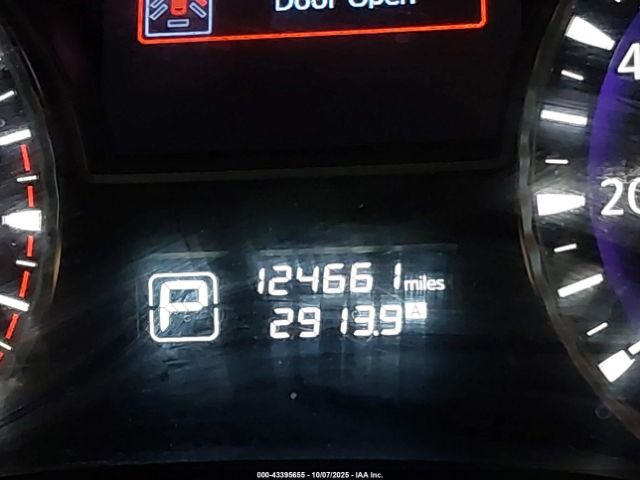 Door Open
4
20
P
124661 miles
2913.9 A
000-43395655 - 10/07/2025 - IAA Inc.